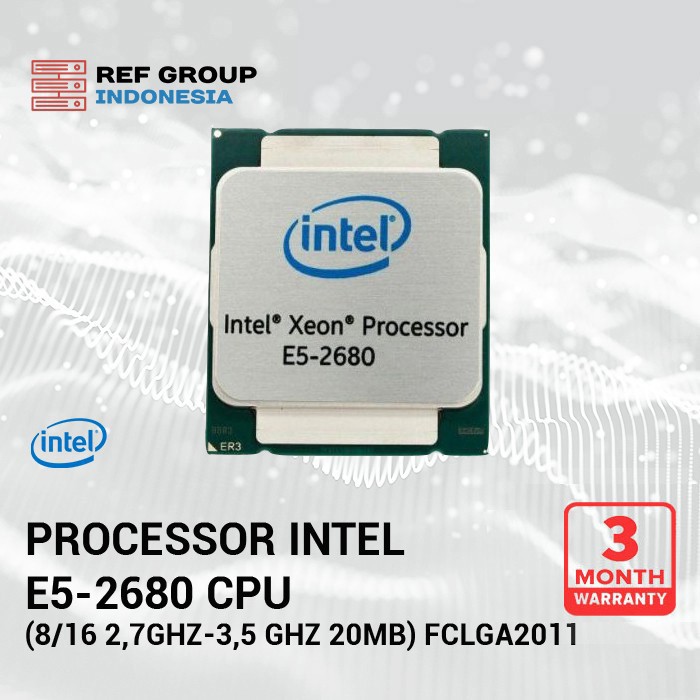 REF GROUP
INDONESIA
intel
Intel® Xeon® Processor
E5-2680
ER3
intel
PROCESSOR INTEL
E5-2680 CPU
(8/16 2,7GHZ-3,5 GHZ 20MB) FCLGA2011
3
MONTH
WARRANTY